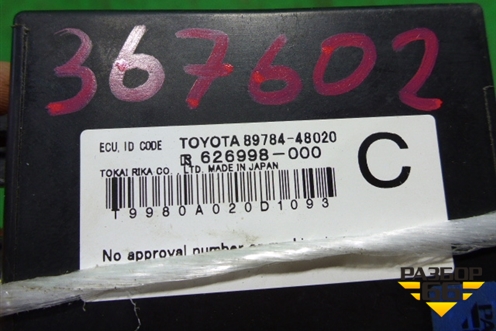 367602
ECU, ID CODE TOYOTA 89784-48020
626998-000
TOKAI RIKA CO., LTD. MADE IN JAPAN
C
T9980A020D1093
No approval number
РАЗБОР